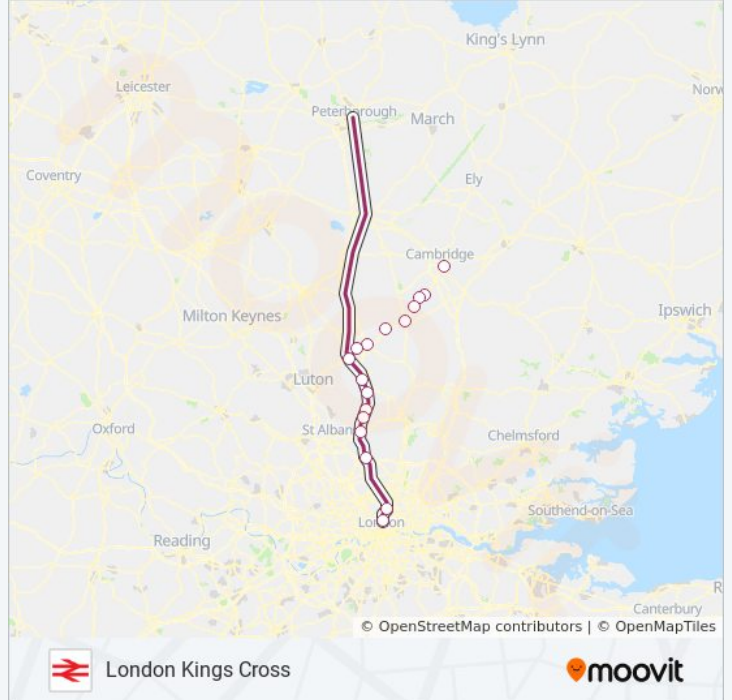 King's Lynn
Leicester
Norw
Peterborough
March
Coventry
Ely
Cambridge
Milton Keynes
Ipswich
Luton
Oxford
St Alban
Chelmsford
Southend-on-Sea
London
Reading
R
Canterbury
© OpenStreetMap contributors | © OpenMapTiles
London Kings Cross
moovit